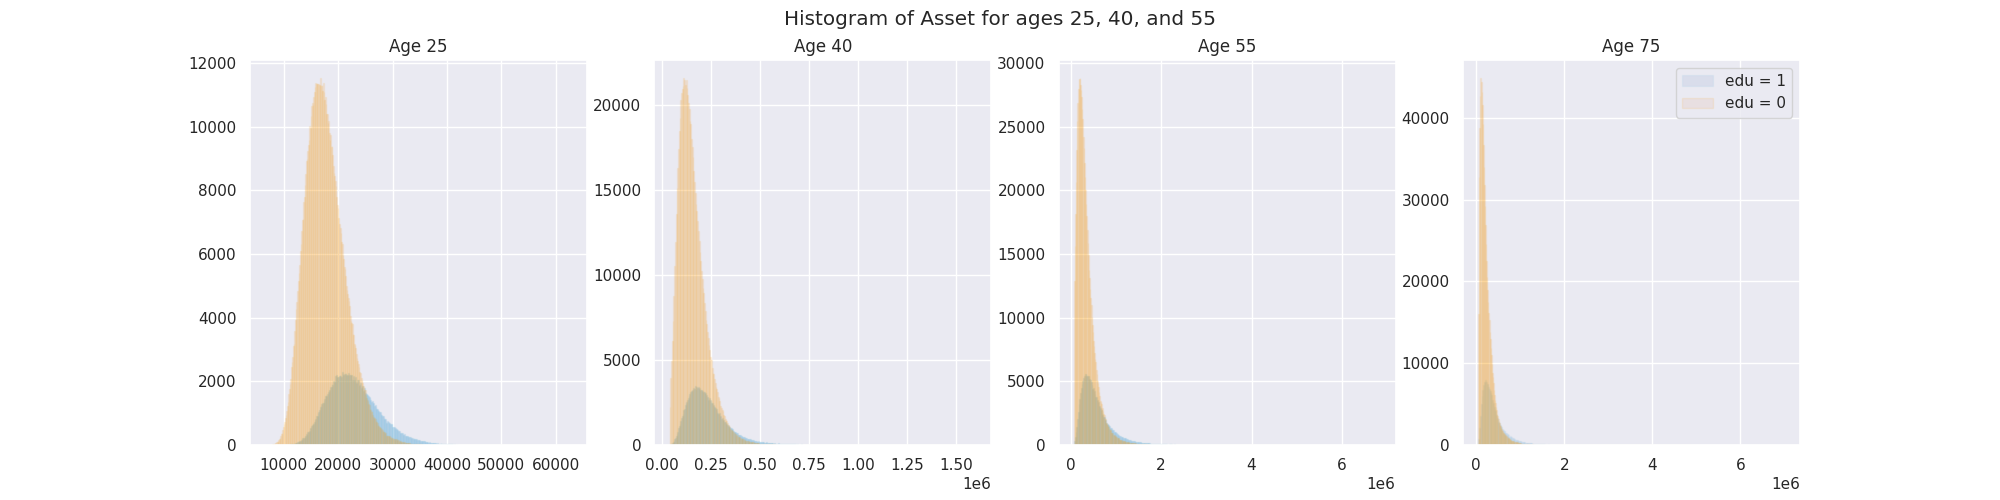 Histogram of Asset for ages 25, 40, and 55
Age 25
12000
10000
8000
6000
4000
2000
0
10000 20000 30000 40000 50000 60000
Age 40
20000
15000
10000
5000
0
0.00 0.25 0.50 0.75 1.00 1.25 1.50
1e6
Age 55
30000
25000
20000
15000
10000
5000
0
0 2 4 6
1e6
Age 75
edu = 1
edu = 0
40000
30000
20000
10000
0
0 2 4 6
1e6